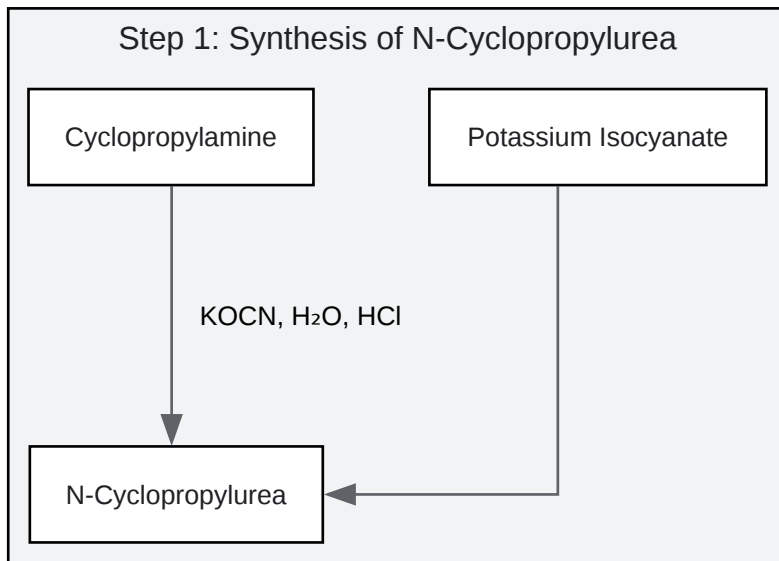 Step 1: Synthesis of N-Cyclopropylurea
Cyclopropylamine
Potassium Isocyanate
KOCN, H₂O, HCl
N-Cyclopropylurea